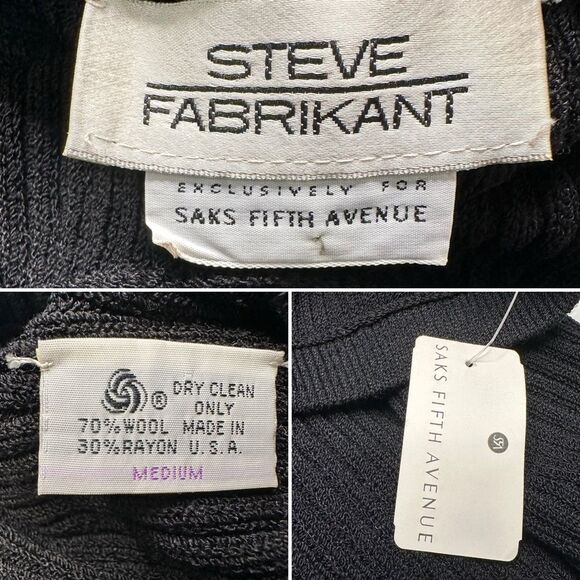 STEVE
FABRIKANT
EXCLUSIVELY FOR
SAKS FIFTH AVENUE
® DRY CLEAN
ONLY
70% WOOL MADE IN
30% RAYON U.S.A.
MEDIUM
SAKS FIFTH AVENUE